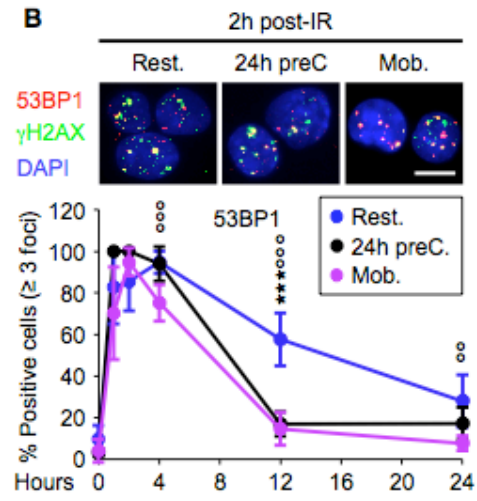 B
2h post-IR
Rest. 24h preC. Mob.
53BP1
γH2AX
DAPI
53BP1
% Positive cells (≥ 3 foci)
120
100
80
60
40
20
0
°°°
***°°°
°°
Rest.
24h preC.
Mob.
Hours 0 4 8 12 16 20 24